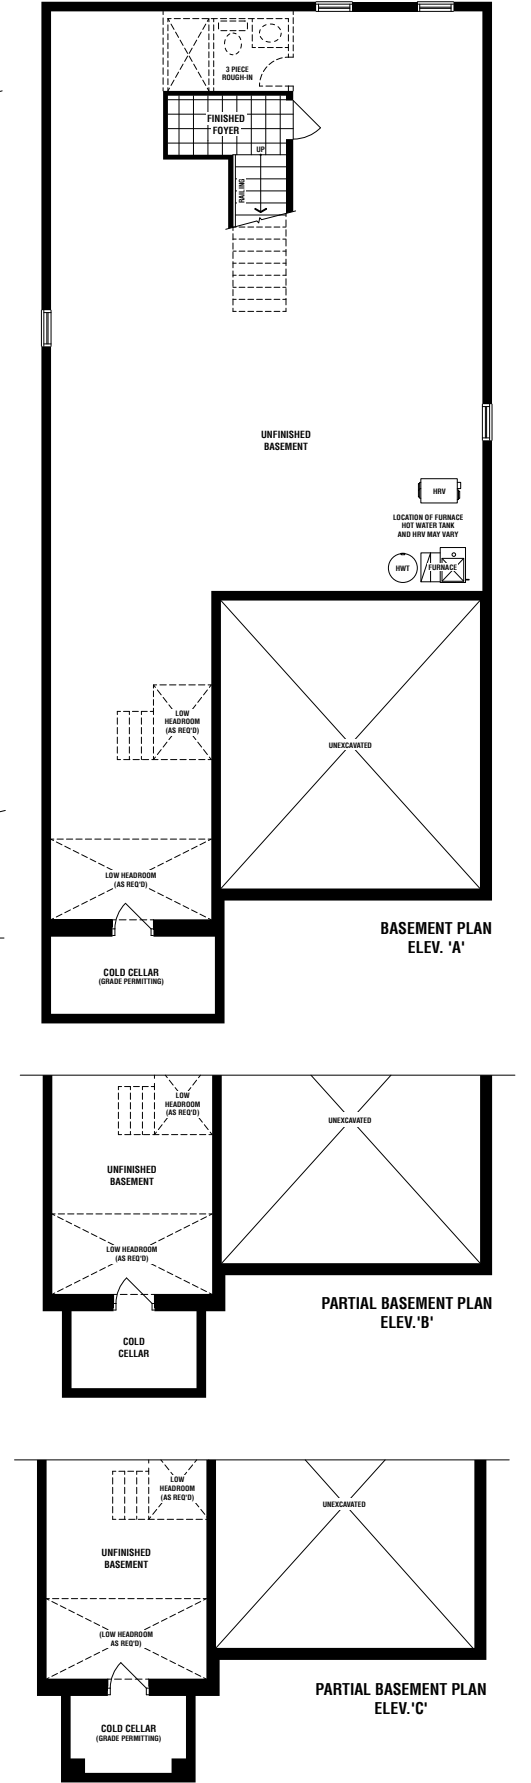 3 PIECE
ROUGH-IN
FINISHED
FOYER
UP
RAILING
UNFINISHED
BASEMENT
HRV
LOCATION OF FURNACE
HOT WATER TANK
AND HRV MAY VARY
HWT
FURNACE
LOW
HEADROOM
(AS REQ'D)
UNEXCAVATED
LOW HEADROOM
(AS REQ'D)
BASEMENT PLAN
ELEV. 'A'
COLD CELLAR
(GRADE PERMITTING)
LOW
HEADROOM
(AS REQ'D)
UNEXCAVATED
UNFINISHED
BASEMENT
LOW HEADROOM
(AS REQ'D)
PARTIAL BASEMENT PLAN
ELEV.'B'
COLD
CELLAR
LOW
HEADROOM
(AS REQ'D)
UNEXCAVATED
UNFINISHED
BASEMENT
(LOW HEADROOM
AS REQ'D)
PARTIAL BASEMENT PLAN
ELEV.'C'
COLD CELLAR
(GRADE PERMITTING)